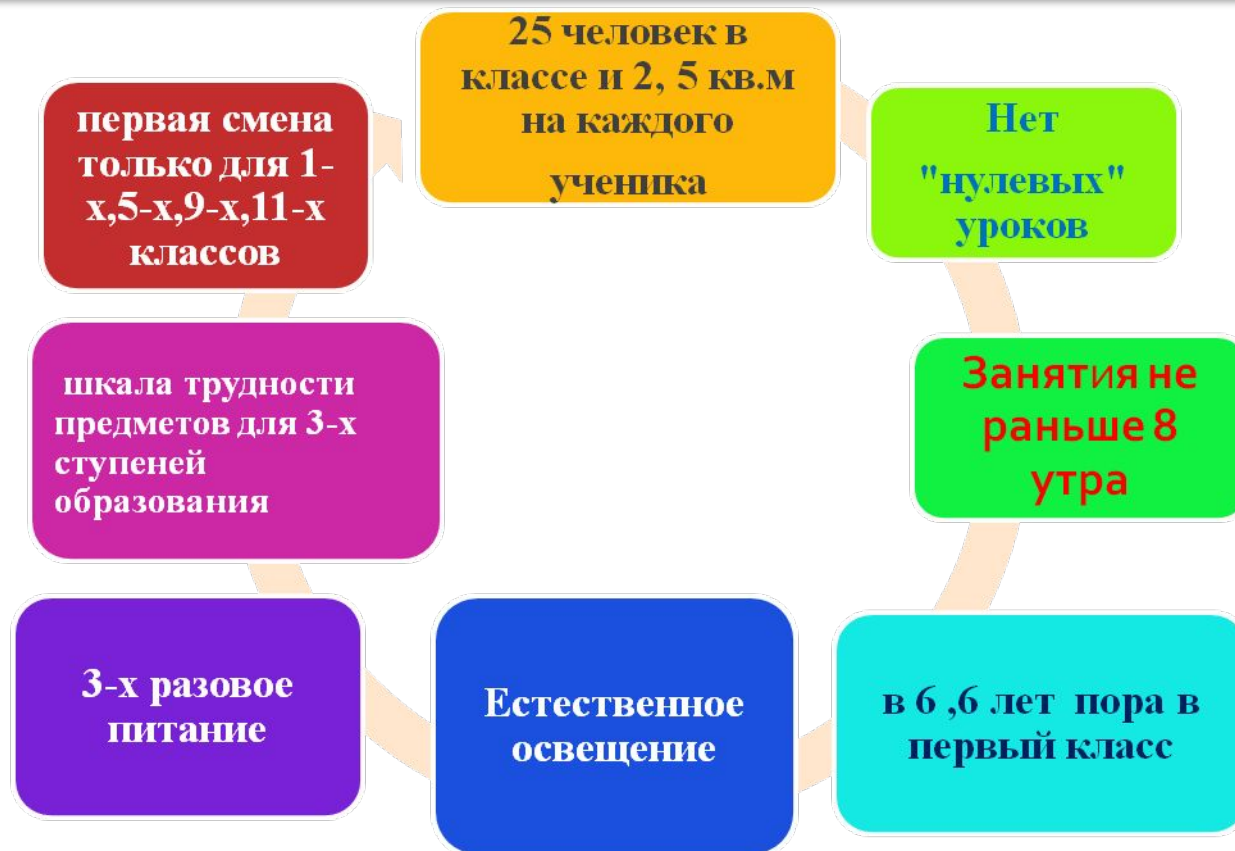 25 человек в
классе и 2, 5 кв.м
на каждого
ученика
Нет
"нулевых"
уроков
Занятия не
раньше 8
утра
в 6 ,6 лет пора в
первый класс
Естественное
освещение
3-х разовое
питание
шкала трудности
предметов для 3-х
ступеней
образования
первая смена
только для 1-
х,5-х,9-х,11-х
классов